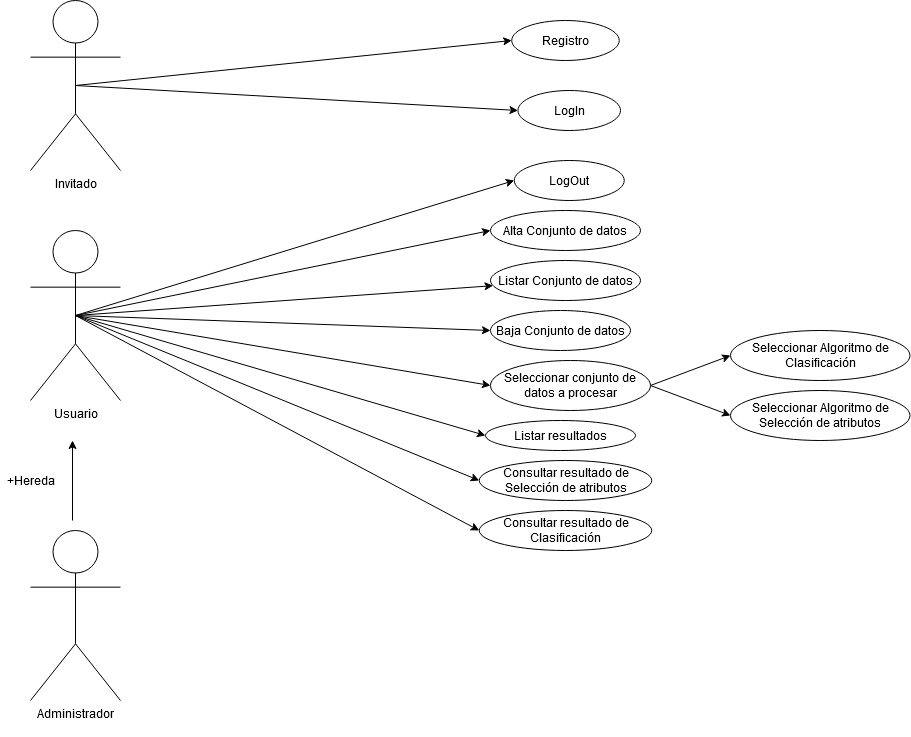 Registro
LogIn
Invitado
LogOut
Alta Conjunto de datos
Listar Conjunto de datos
Baja Conjunto de datos
Seleccionar conjunto de
datos a procesar
Seleccionar Algoritmo de
Clasificación
Seleccionar Algoritmo de
Selección de atributos
Usuario
Listar resultados
Consultar resultado de
Selección de atributos
Consultar resultado de
Clasificación
+Hereda
Administrador